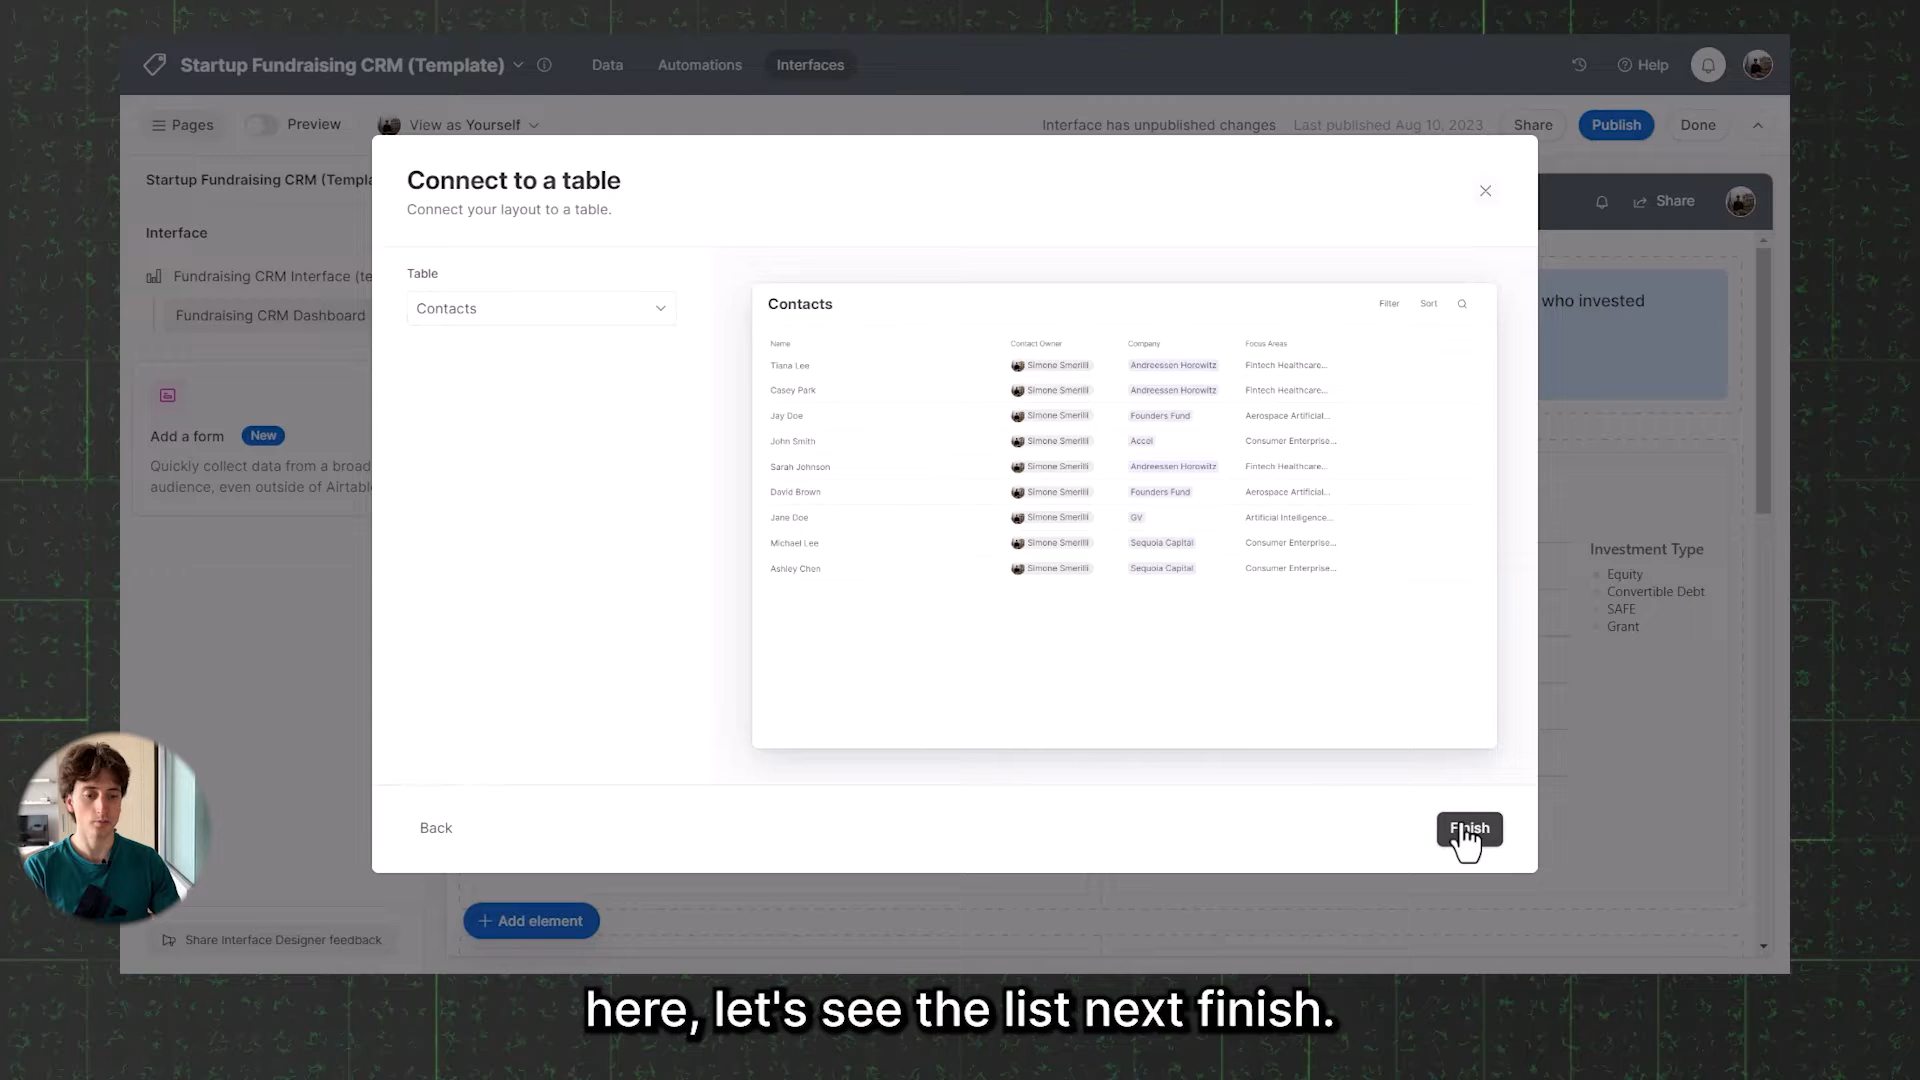 Startup Fundraising CRM (Template)
Data
Automations
Interfaces
Help
Pages
Preview
View as Yourself
Interface has unpublished changes
Last published Aug 10, 2023
Share
Publish
Done
Startup Fundraising CRM (Templa
Interface
Fundraising CRM Interface (te
Fundraising CRM Dashboard
Add a form
New
Quickly collect data from a broad
audience, even outside of Airtabl
Share Interface Designer feedback
Connect to a table
Connect your layout to a table.
Table
Contacts
Contacts
Filter
Sort
Name
Contact Owner
Company
Focus Areas
Tiana Lee
Simone Smerilli
Andreessen Horowitz
Fintech Healthcare...
Casey Park
Simone Smerilli
Andreessen Horowitz
Fintech Healthcare...
Jay Doe
Simone Smerilli
Founders Fund
Aerospace Artificial...
John Smith
Simone Smerilli
Accel
Consumer Enterprise...
Sarah Johnson
Simone Smerilli
Andreessen Horowitz
Fintech Healthcare...
David Brown
Simone Smerilli
Founders Fund
Aerospace Artificial...
Jane Doe
Simone Smerilli
GV
Artificial Intelligence...
Michael Lee
Simone Smerilli
Sequoia Capital
Consumer Enterprise...
Ashley Chen
Simone Smerilli
Sequoia Capital
Consumer Enterprise...
Back
Finish
Share
who invested
Investment Type
Equity
Convertible Debt
SAFE
Grant
Add element
here, let's see the list next finish.